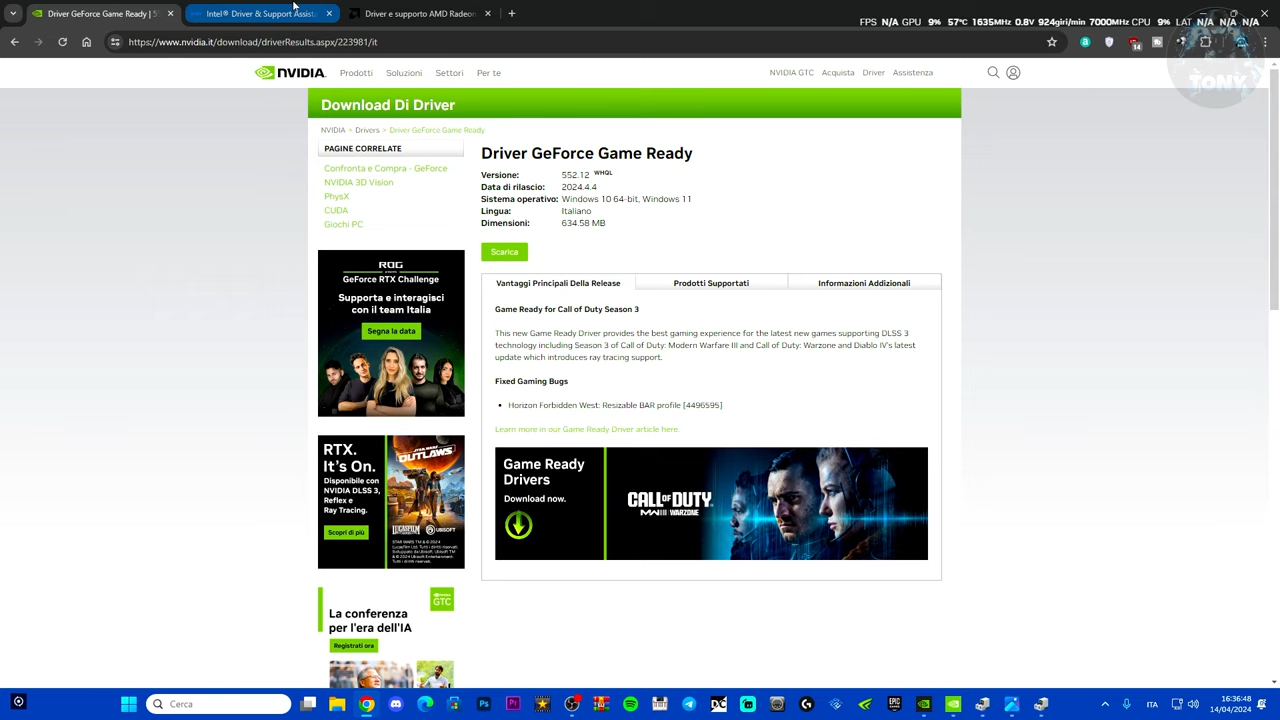 GeForce Game Ready Driver | 5
Intel® Driver & Support Assist
Driver e supporto AMD Radeon
FPS N/A GPU 9% 57°C 1635MHz 0.8V 924giri/min 7000MHz CPU 9% LAT N/A N/A N/A
https://www.nvidia.it/download/driverResults.aspx/223981/it
14
TONY
NVIDIA. Prodotti Soluzioni Settori Per te
NVIDIA GTC Acquista Driver Assistenza
Download Di Driver
NVIDIA > Drivers > Driver GeForce Game Ready
PAGINE CORRELATE
Confronta e Compra - GeForce
NVIDIA 3D Vision
PhysX
CUDA
Giochi PC
ROG
GeForce RTX Challenge
Supporta e interagisci
con il team Italia
Segna la data
RTX.
It's On.
Disponibile con
NVIDIA DLSS 3,
Reflex e
Ray Tracing.
Scopri di più
STAR WARS
OUTLAWS
LUCASFILM
UBISOFT
La conferenza
per l'era dell'IA
NVIDIA
GTC
Registrati ora
Driver GeForce Game Ready
Versione: 552.12 WHQL
Data di rilascio: 2024.4.4
Sistema operativo: Windows 10 64-bit, Windows 11
Lingua: Italiano
Dimensioni: 634.58 MB
Scarica
Vantaggi Principali Della Release Prodotti Supportati Informazioni Addizionali
Game Ready for Call of Duty Season 3
This new Game Ready Driver provides the best gaming experience for the latest new games supporting DLSS 3
technology including Season 3 of Call of Duty: Modern Warfare III and Call of Duty: Warzone and Diablo IV's latest
update which introduces ray tracing support.
Fixed Gaming Bugs
Horizon Forbidden West: Resizable BAR profile [4496595]
Learn more in our Game Ready Driver article here.
Game Ready
Drivers
Download now.
CALL OF DUTY
MWIII WARZONE
Cerca
ITA
16:36:48
14/04/2024